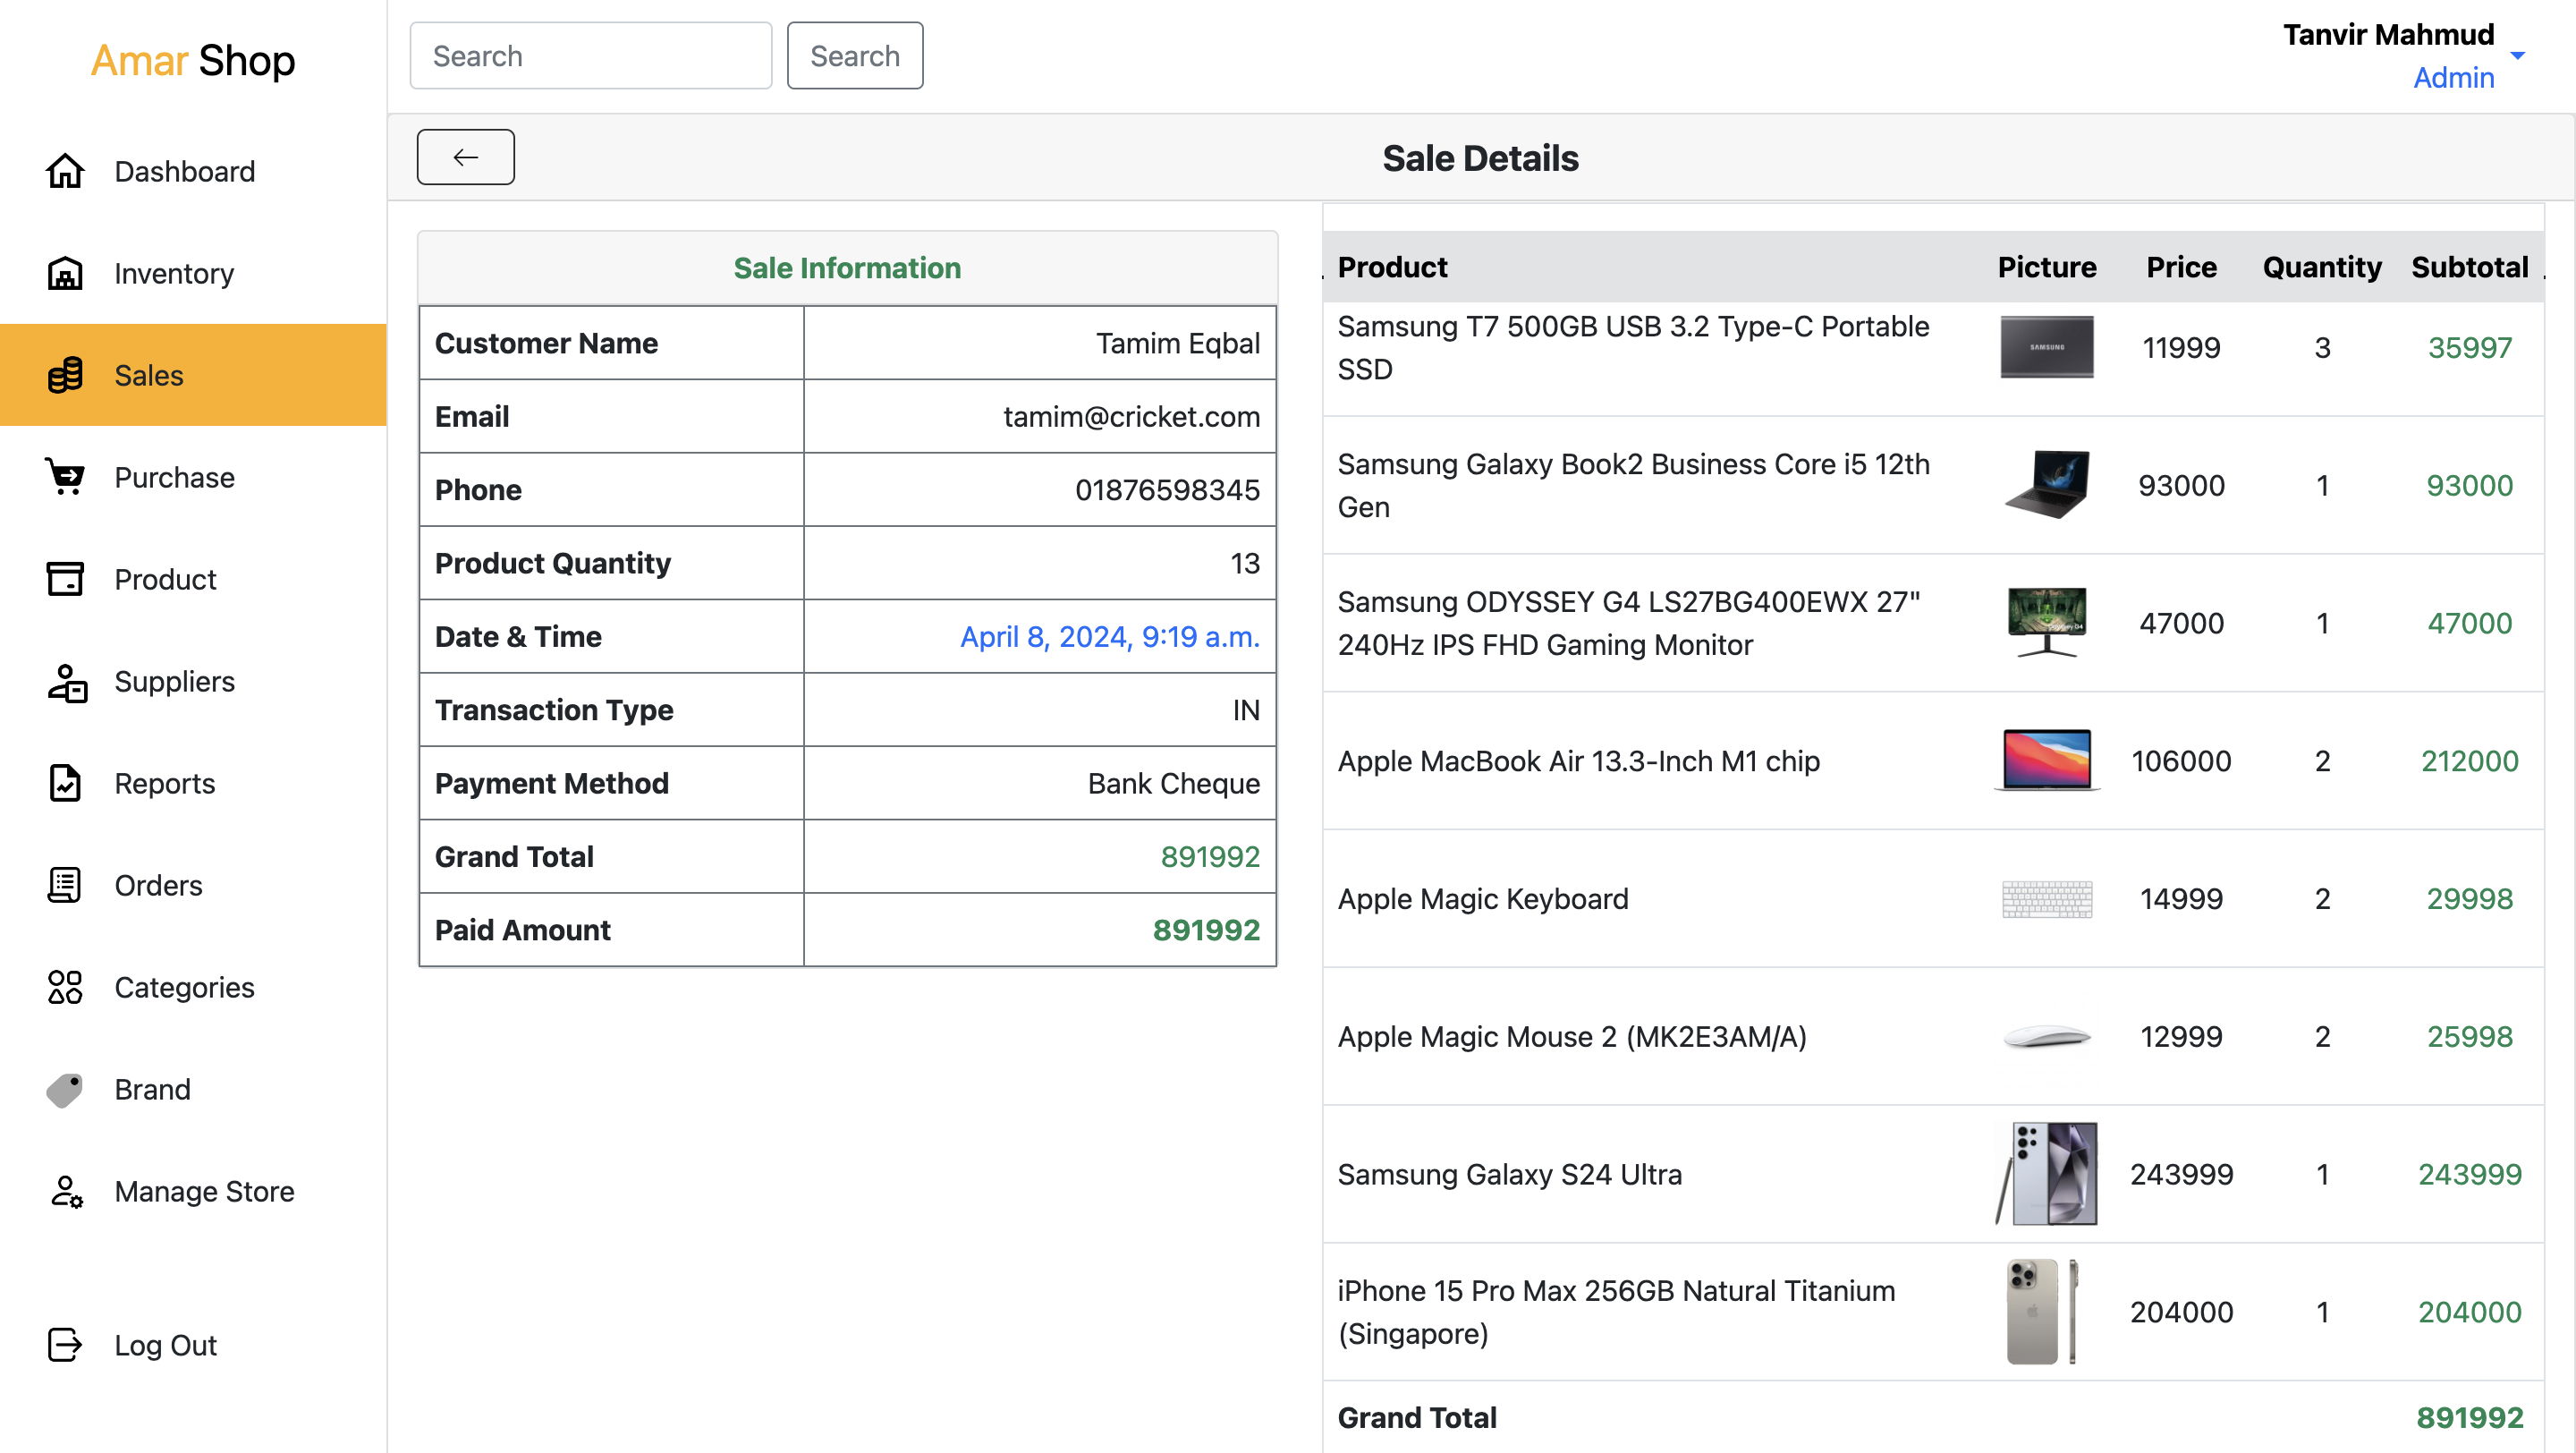 Amar Shop
Search
Search
Tanvir Mahmud
Admin
Dashboard
Inventory
Sales
Purchase
Product
Suppliers
Reports
Orders
Categories
Brand
Manage Store
Log Out
Sale Details
Sale Information
Customer Name Tamim Eqbal
Email tamim@cricket.com
Phone 01876598345
Product Quantity 13
Date & Time April 8, 2024, 9:19 a.m.
Transaction Type IN
Payment Method Bank Cheque
Grand Total 891992
Paid Amount 891992
Product Picture Price Quantity Subtotal
Samsung T7 500GB USB 3.2 Type-C Portable
SSD
SAMSUNG
11999 3 35997
Samsung Galaxy Book2 Business Core i5 12th
Gen
93000 1 93000
Samsung ODYSSEY G4 LS27BG400EWX 27"
240Hz IPS FHD Gaming Monitor
47000 1 47000
Apple MacBook Air 13.3-Inch M1 chip 106000 2 212000
Apple Magic Keyboard 14999 2 29998
Apple Magic Mouse 2 (MK2E3AM/A) 12999 2 25998
Samsung Galaxy S24 Ultra 243999 1 243999
iPhone 15 Pro Max 256GB Natural Titanium
(Singapore)
204000 1 204000
Grand Total 891992